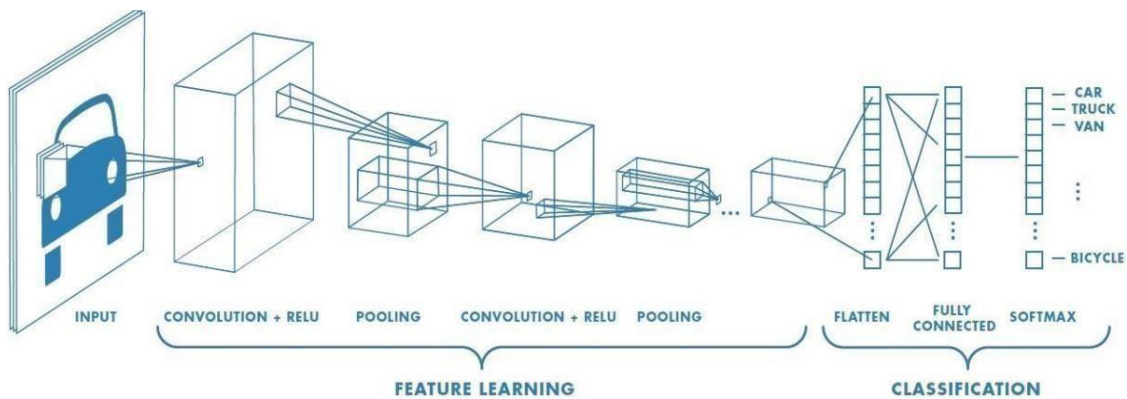 CAR
TRUCK
VAN
BICYCLE
INPUT
CONVOLUTION + RELU
POOLING
CONVOLUTION + RELU
POOLING
FLATTEN
FULLY
CONNECTED
SOFTMAX
FEATURE LEARNING
CLASSIFICATION